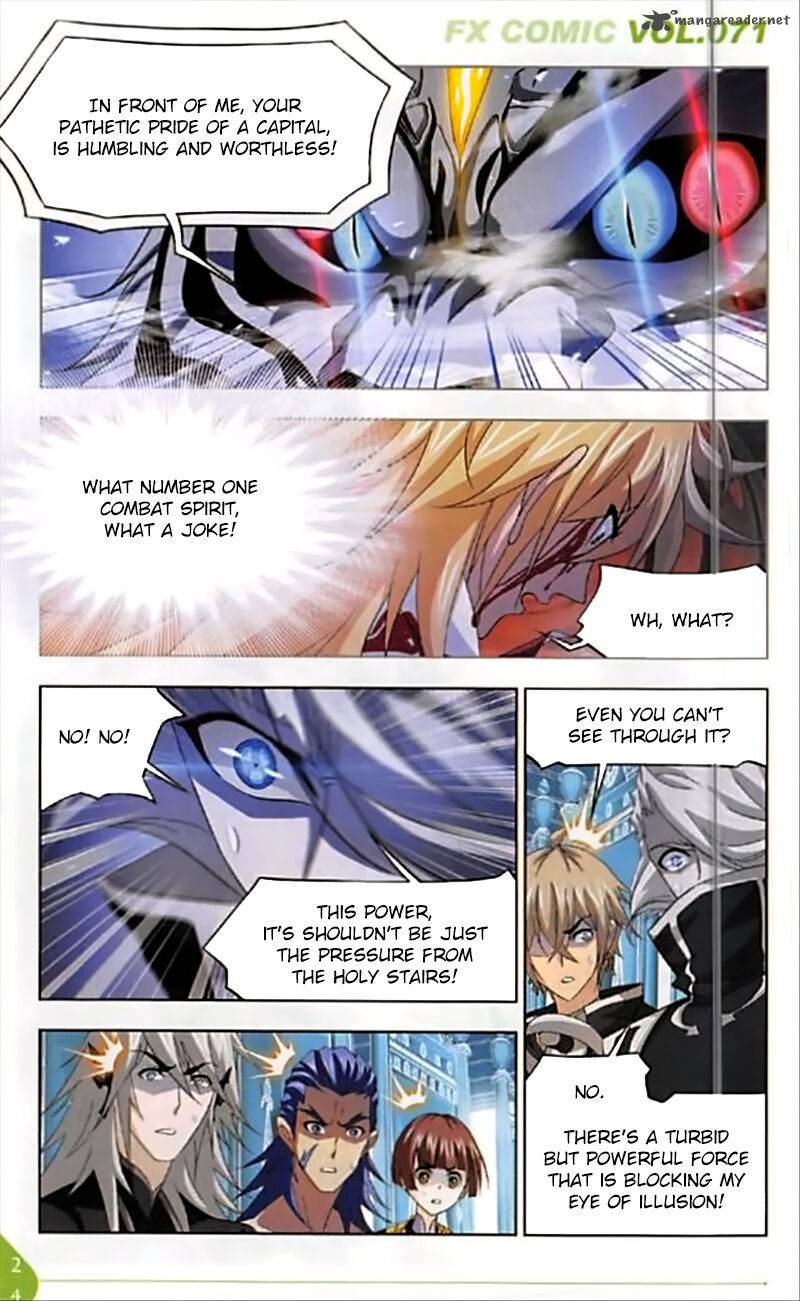 mangareader.net
FX COMIC VOL.071
IN FRONT OF ME, YOUR
PATHETIC PRIDE OF A CAPITAL,
IS HUMBLING AND WORTHLESS!
WHAT NUMBER ONE
COMBAT SPIRIT,
WHAT A JOKE!
WH, WHAT?
NO! NO!
THIS POWER,
IT'S SHOULDN'T BE JUST
THE PRESSURE FROM
THE HOLY STAIRS!
EVEN YOU CAN'T
SEE THROUGH IT?
NO.
THERE'S A TURBID
BUT POWERFUL FORCE
THAT IS BLOCKING MY
EYE OF ILLUSION!
2
4